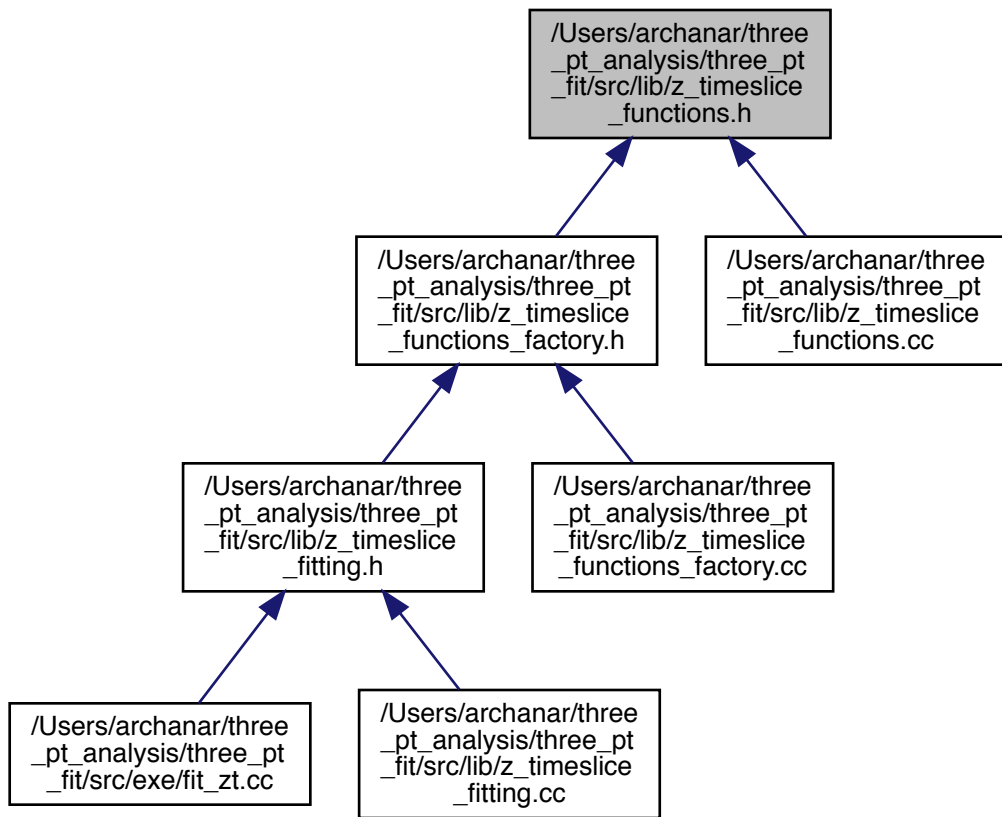 /Users/archanar/three
_pt_analysis/three_pt
_fit/src/lib/z_timeslice
_functions.h
/Users/archanar/three
_pt_analysis/three_pt
_fit/src/lib/z_timeslice
_functions_factory.h
/Users/archanar/three
_pt_analysis/three_pt
_fit/src/lib/z_timeslice
_functions.cc
/Users/archanar/three
_pt_analysis/three_pt
_fit/src/lib/z_timeslice
_fitting.h
/Users/archanar/three
_pt_analysis/three_pt
_fit/src/lib/z_timeslice
_functions_factory.cc
/Users/archanar/three
_pt_analysis/three_pt
_fit/src/exe/fit_zt.cc
/Users/archanar/three
_pt_analysis/three_pt
_fit/src/lib/z_timeslice
_fitting.cc